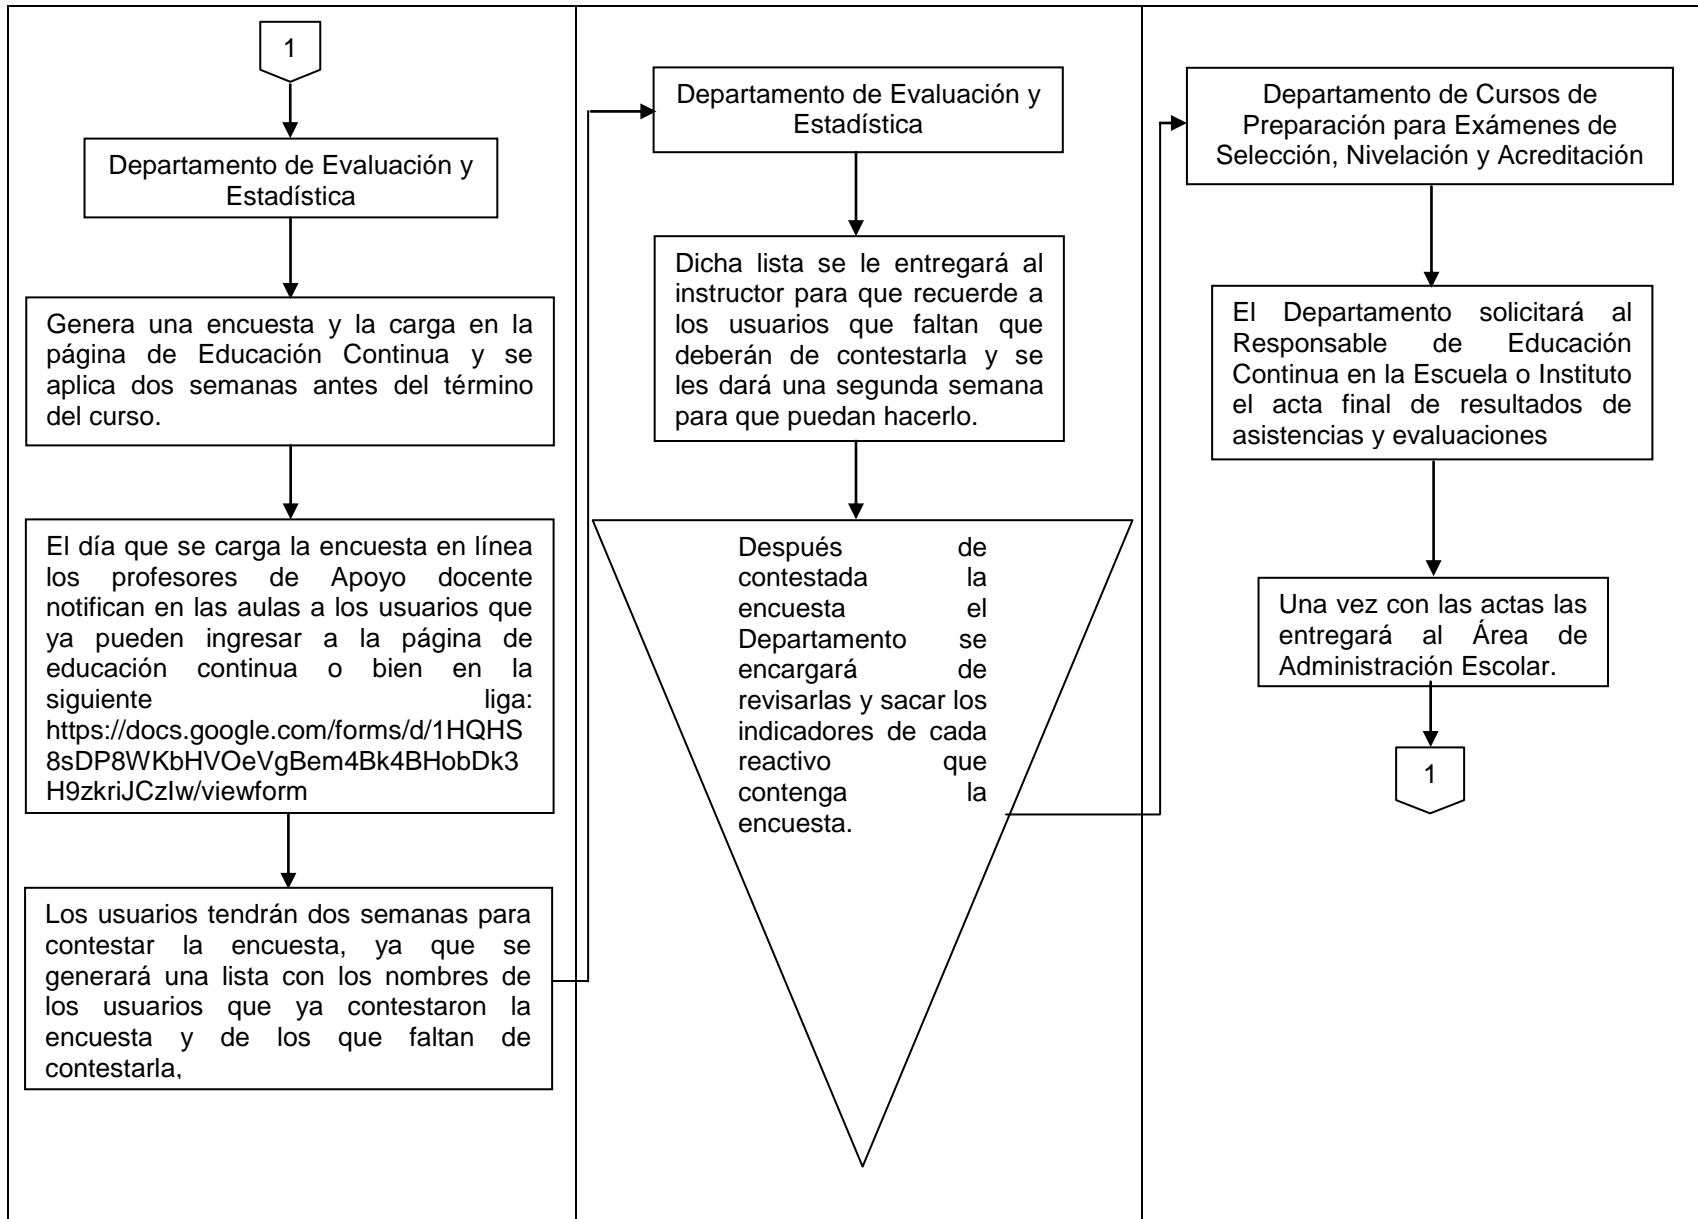 1
Departamento de Evaluación y
Estadística
Genera una encuesta y la carga en la
página de Educación Continua y se
aplica dos semanas antes del término
del curso.
El día que se carga la encuesta en línea
los profesores de Apoyo docente
notifican en las aulas a los usuarios que
ya pueden ingresar a la página de
educación continua o bien en la
siguiente liga:
https://docs.google.com/forms/d/1HQHS
8sDP8WKbHVOeVgBem4Bk4BHobDk3
H9zkriJCzIw/viewform
Los usuarios tendrán dos semanas para
contestar la encuesta, ya que se
generará una lista con los nombres de
los usuarios que ya contestaron la
encuesta y de los que faltan de
contestarla,
Departamento de Evaluación y
Estadística
Dicha lista se le entregará al
instructor para que recuerde a
los usuarios que faltan que
deberán de contestarla y se
les dará una segunda semana
para que puedan hacerlo.
Después de
contestada la
encuesta el
Departamento se
encargará de
revisarlas y sacar los
indicadores de cada
reactivo que
contenga la
encuesta.
Departamento de Cursos de
Preparación para Exámenes de
Selección, Nivelación y Acreditación
El Departamento solicitará al
Responsable de Educación
Continua en la Escuela o Instituto
el acta final de resultados de
asistencias y evaluaciones
Una vez con las actas las
entregará al Área de
Administración Escolar.
1